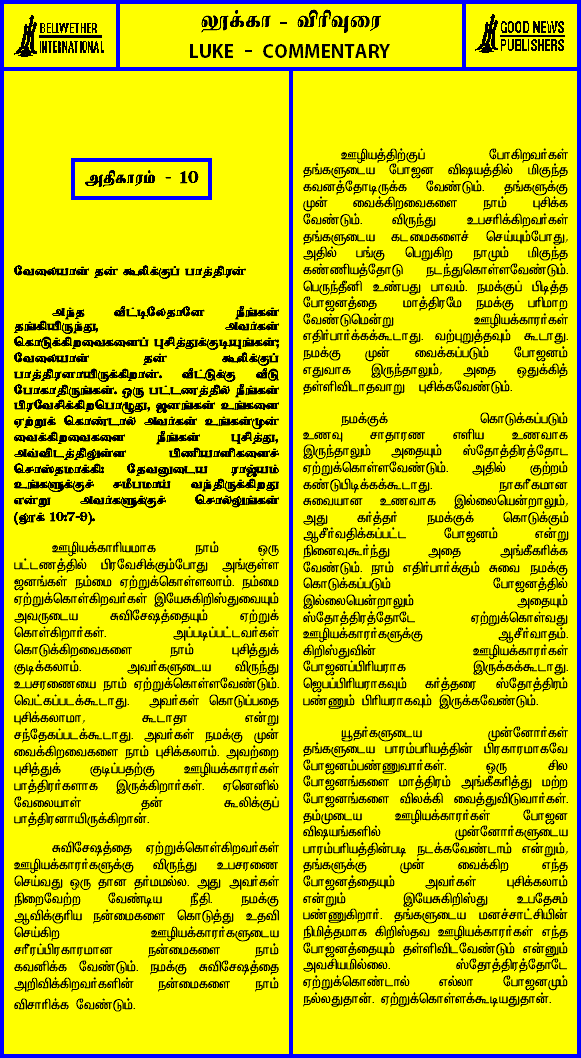 BELWETHER
INTERNATIONAL
லூக்கா - விரிவுரை
LUKE - COMMENTARY
GOOD NEWS
PUBLISHERS
அதிகாரம் - 10
வேலையாள் தன் கூலிக்குப் பாத்திரன்
அந்த வீட்டிலேதானே நீங்கள்
தங்கியிருந்து, அவர்கள்
கொடுக்கிறவைகளைப் புசித்துக்குடியுங்கள்;
வேலையாள் தன் கூலிக்குப்
பாத்திரனாயிருக்கிறான். வீட்டுக்கு வீடு
போகாதிருங்கள். ஒரு பட்டணத்தில் நீங்கள்
பிரவேசிக்கிறபொழுது, ஜனங்கள் உங்களை
ஏற்றுக் கொண்டால் அவர்கள் உங்கள்முன்
வைக்கிறவைகளை நீங்கள் புசித்து,
அவ்விடத்திலுள்ள பிணியாளிகளைச்
சொஸ்தமாக்கி: தேவனுடைய ராஜ்யம்
உங்களுக்குச் சமீபமாய் வந்திருக்கிறது
என்று அவர்களுக்குச் சொல்லுங்கள்
(லூக் 10:7-9).
ஊழியக்காரியமாக நாம் ஒரு
பட்டணத்தில் பிரவேசிக்கும்போது அங்குள்ள
ஜனங்கள் நம்மை ஏற்றுக்கொள்ளலாம். நம்மை
ஏற்றுக்கொள்கிறவர்கள் இயேசுகிறிஸ்துவையும்
அவருடைய சுவிசேஷத்தையும் ஏற்றுக்
கொள்கிறார்கள். அப்படிப்பட்டவர்கள்
கொடுக்கிறவைகளை நாம் புசித்துக்
குடிக்கலாம். அவர்களுடைய விருந்து
உபசரணையை நாம் ஏற்றுக்கொள்ளவேண்டும்.
வெட்கப்படக்கூடாது. அவர்கள் கொடுப்பதை
புசிக்கலாமா, கூடாதா என்று
சந்தேகப்படக்கூடாது. அவர்கள் நமக்கு முன்
வைக்கிறவைகளை நாம் புசிக்கலாம். அவற்றை
புசித்துக் குடிப்பதற்கு ஊழியக்காரர்கள்
பாத்திரர்களாக இருக்கிறார்கள். ஏனெனில்
வேலையாள் தன் கூலிக்குப்
பாத்திரனாயிருக்கிறான்.
சுவிசேஷத்தை ஏற்றுக்கொள்கிறவர்கள்
ஊழியக்காரர்களுக்கு விருந்து உபசரணை
செய்வது ஒரு தான தர்மமல்ல. அது அவர்கள்
நிறைவேற்ற வேண்டிய நீதி. நமக்கு
ஆவிக்குரிய நன்மைகளை கொடுத்து உதவி
செய்கிற ஊழியக்காரர்களுடைய
சரீரப்பிரகாரமான நன்மைகளை நாம்
கவனிக்க வேண்டும். நமக்கு சுவிசேஷத்தை
அறிவிக்கிறவர்களின் நன்மைகளை நாம்
விசாரிக்க வேண்டும்.
ஊழியத்திற்குப் போகிறவர்கள்
தங்களுடைய போஜன விஷயத்தில் மிகுந்த
கவனத்தோடிருக்க வேண்டும். தங்களுக்கு
முன் வைக்கிறவைகளை நாம் புசிக்க
வேண்டும். விருந்து உபசரிக்கிறவர்கள்
தங்களுடைய கடமைகளைச் செய்யும்போது,
அதில் பங்கு பெறுகிற நாமும் மிகுந்த
கண்ணியத்தோடு நடந்துகொள்ளவேண்டும்.
பெருந்தீனி உண்பது பாவம். நமக்குப் பிடித்த
போஜனத்தை மாத்திரமே நமக்கு பரிமாற
வேண்டுமென்று ஊழியக்காரர்கள்
எதிர்பார்க்கக்கூடாது. வற்புறுத்தவும் கூடாது.
நமக்கு முன் வைக்கப்படும் போஜனம்
எதுவாக இருந்தாலும், அதை ஒதுக்கித்
தள்ளிவிடாதவாறு புசிக்கவேண்டும்.
நமக்குக் கொடுக்கப்படும்
உணவு சாதாரண எளிய உணவாக
இருந்தாலும் அதையும் ஸ்தோத்திரத்தோட
ஏற்றுக்கொள்ளவேண்டும். அதில் குற்றம்
கண்டுபிடிக்கக்கூடாது. நாகரீகமான
சுவையான உணவாக இல்லையென்றாலும்,
அது கர்த்தர் நமக்குக் கொடுக்கும்
ஆசீர்வதிக்கப்பட்ட போஜனம் என்று
நினைவுகூர்ந்து அதை அங்கீகரிக்க
வேண்டும். நாம் எதிர்பார்க்கும் சுவை நமக்கு
கொடுக்கப்படும் போஜனத்தில்
இல்லையென்றாலும் அதையும்
ஸ்தோத்திரத்தோடே ஏற்றுக்கொள்வது
ஊழியக்காரர்களுக்கு ஆசீர்வாதம்.
கிறிஸ்துவின் ஊழியக்காரர்கள்
போஜனப்பிரியராக இருக்கக்கூடாது.
ஜெபப்பிரியராகவும் கர்த்தரை ஸ்தோத்திரம்
பண்ணும் பிரியராகவும் இருக்கவேண்டும்.
யூதர்களுடைய முன்னோர்கள்
தங்களுடைய பாரம்பரியத்தின் பிரகாரமாகவே
போஜனம்பண்ணுவார்கள். ஒரு சில
போஜனங்களை மாத்திரம் அங்கீகரித்து மற்ற
போஜனங்களை விலக்கி வைத்துவிடுவார்கள்.
தம்முடைய ஊழியக்காரர்கள் போஜன
விஷயங்களில் முன்னோர்களுடைய
பாரம்பரியத்தின்படி நடக்கவேண்டாம் என்றும்,
தங்களுக்கு முன் வைக்கிற எந்த
போஜனத்தையும் அவர்கள் புசிக்கலாம்
என்றும் இயேசுகிறிஸ்து உபதேசம்
பண்ணுகிறார். தங்களுடைய மனச்சாட்சியின்
நிமித்தமாக கிறிஸ்தவ ஊழியக்காரர்கள் எந்த
போஜனத்தையும் தள்ளிவிடவேண்டும் என்னும்
அவசியமில்லை. ஸ்தோத்திரத்தோடே
ஏற்றுக்கொண்டால் எல்லா போஜனமும்
நல்லதுதான். ஏற்றுக்கொள்ளக்கூடியதுதான்.